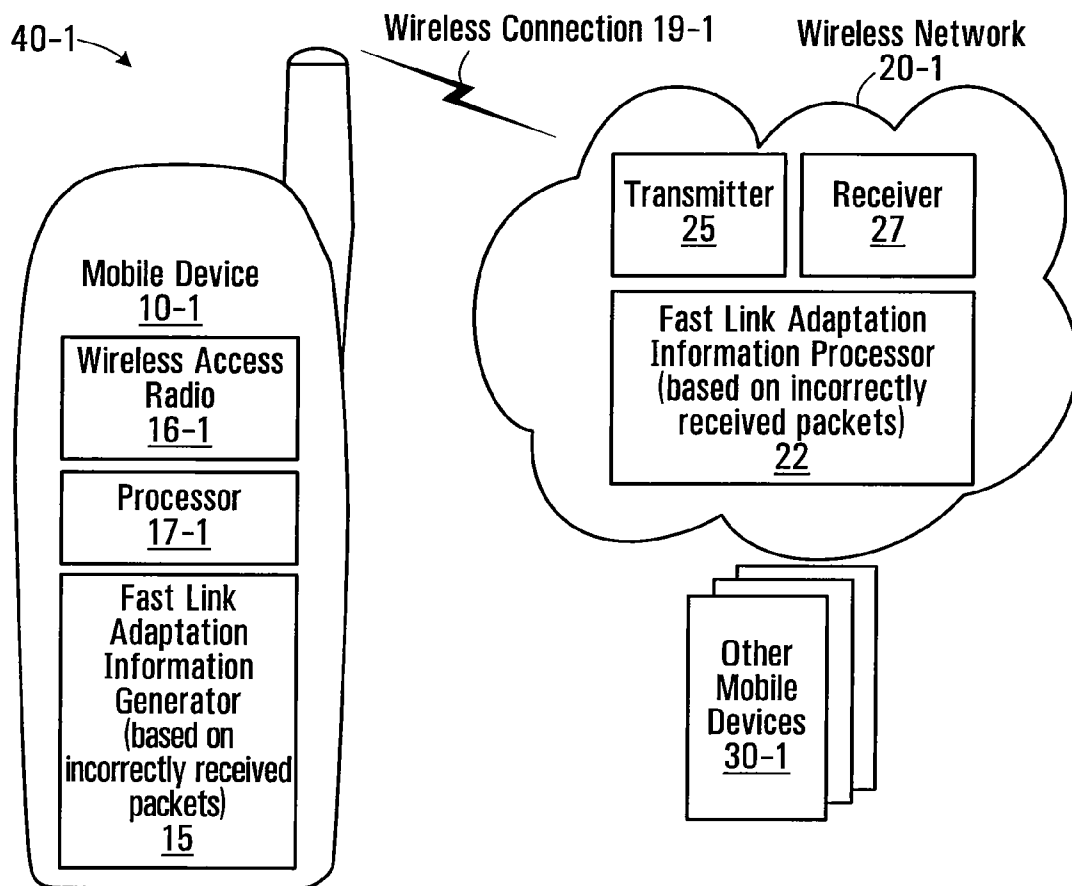 40-1
Wireless Connection 19-1
Wireless Network
20-1
Mobile Device
10-1
Wireless Access
Radio
16-1
Processor
17-1
Fast Link
Adaptation
Information
Generator
(based on
incorrectly received
packets)
15
Transmitter
25
Receiver
27
Fast Link Adaptation
Information Processor
(based on incorrectly
received packets)
22
Other
Mobile
Devices
30-1